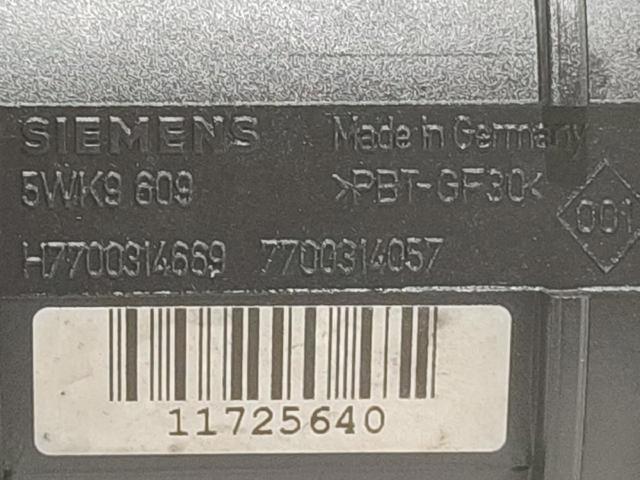 SIEMENS Made in Germany
5WK9 609 >PBT-GF30<
001
H7700314669 7700314057
11725640